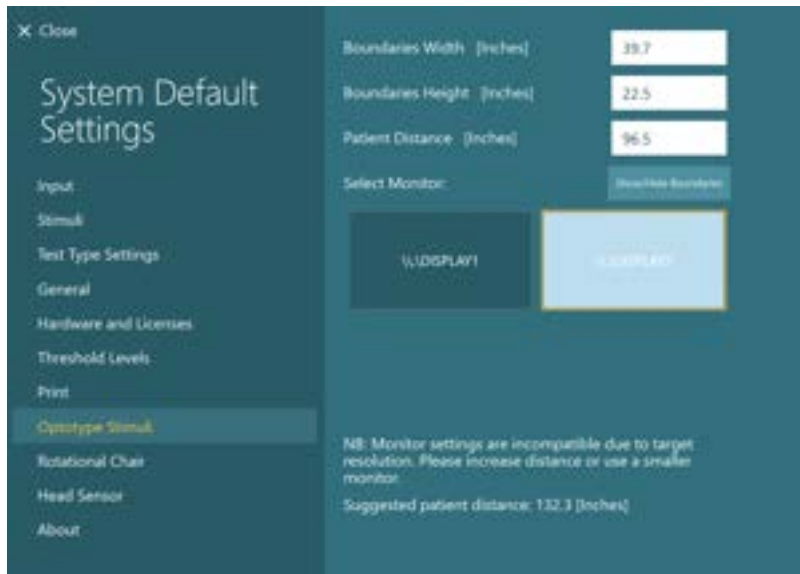 Close
System Default
Settings
Input
Stimuli
Test Type Settings
General
Hardware and Licenses
Threshold Levels
Print
Optotype Stimuli
Rotational Chair
Head Sensor
About
Boundaries Width [Inches]
39.7
Boundaries Height [Inches]
22.5
Patient Distance [Inches]
96.5
Select Monitor:
Show/Hide Boundaries
\\.\DISPLAY1
NB: Monitor settings are incompatible due to target
resolution. Please increase distance or use a smaller
monitor.
Suggested patient distance: 132.3 [Inches]